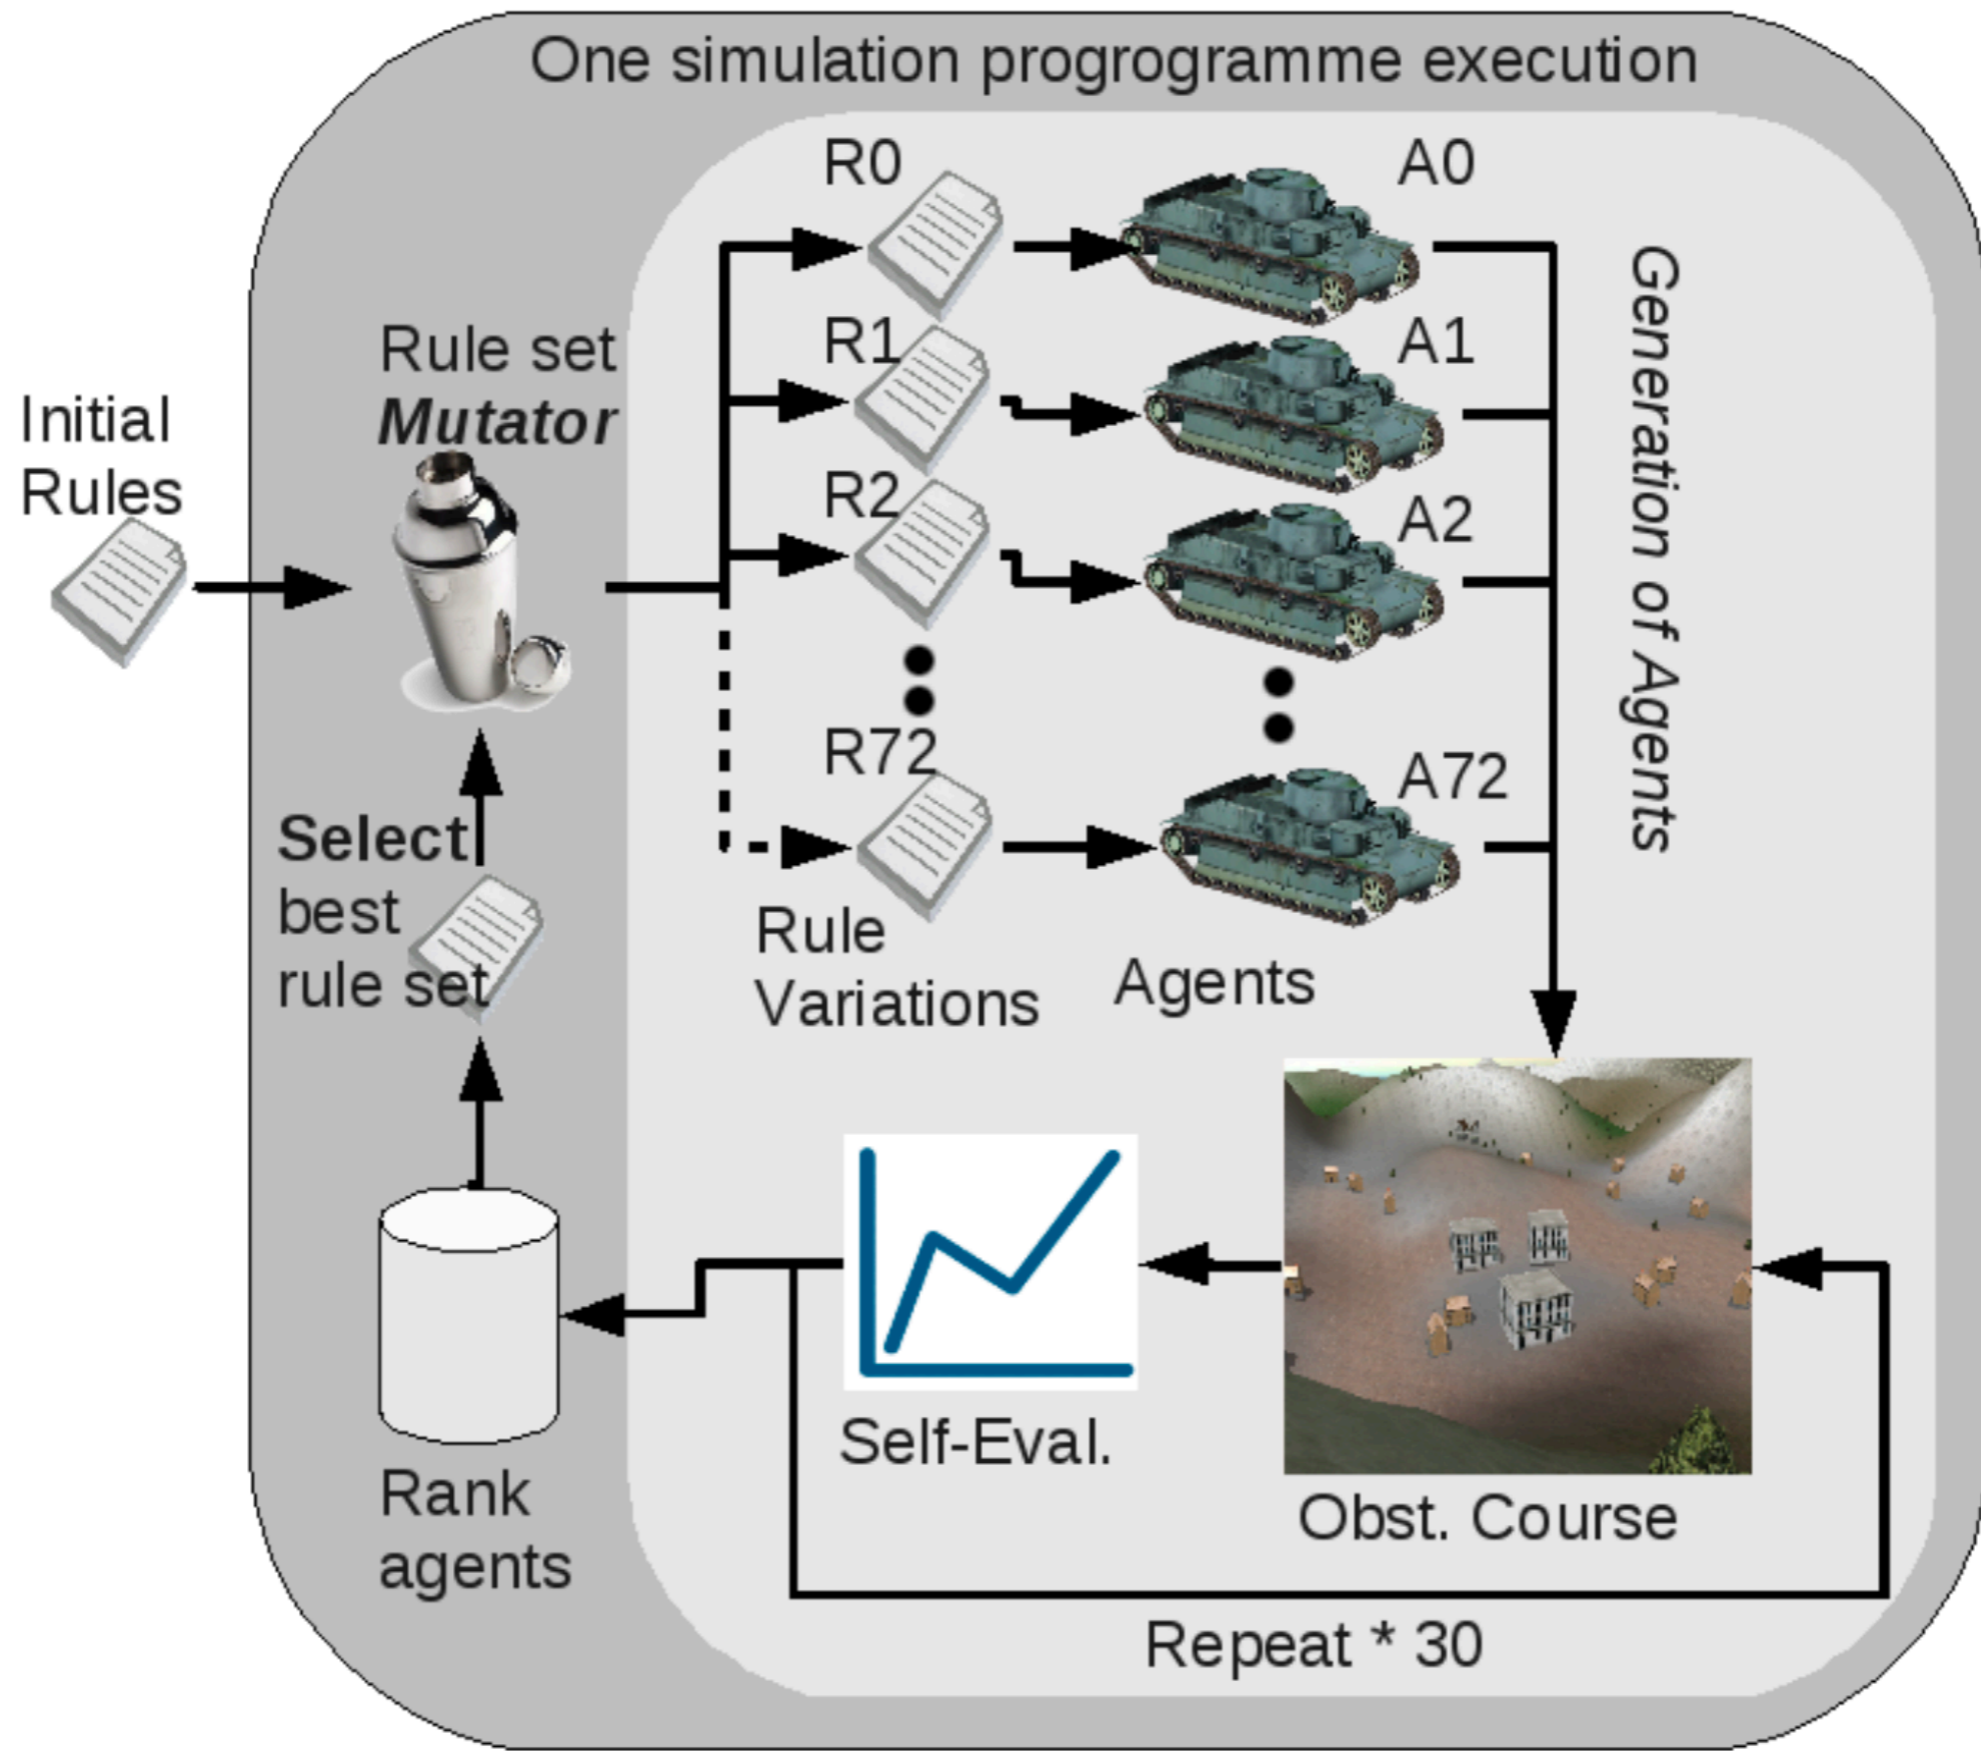 One simulation progrogramme execution
R0
A0
R1
A1
R2
A2
R72
A72
Generation of Agents
Rule set
Mutator
Initial
Rules
Select
best
rule set
Rule
Variations
Agents
Self-Eval.
Obst. Course
Rank
agents
Repeat * 30